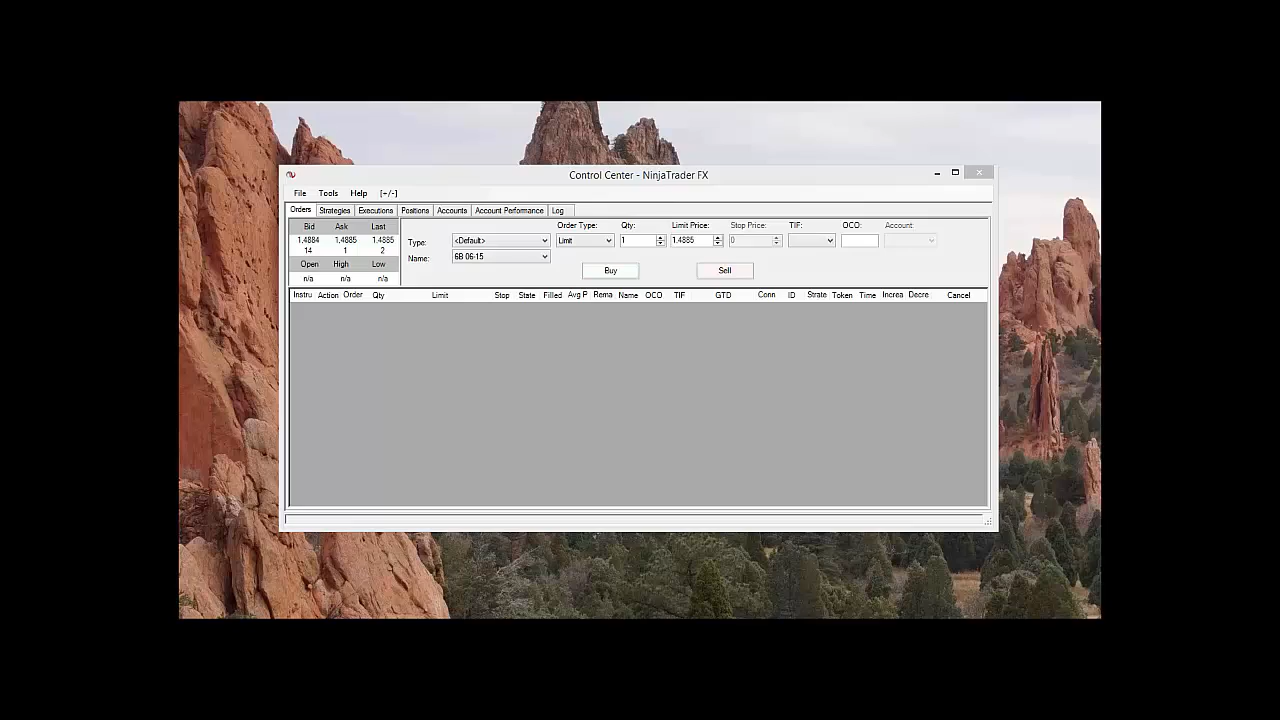 Control Center - NinjaTrader FX
File Tools Help [+/-]
Orders Strategies Executions Positions Accounts Account Performance Log
Bid Ask Last
1.4884 1.4885 1.4885
14 1 2
Open High Low
n/a n/a n/a
Order Type: Qty: Limit Price: Stop Price: TIF: OCO: Account:
Type: <Default> Limit 1 1.4885 0
Name: 6B 06-15
Buy Sell
Instru Action Order Qty Limit Stop State Filled Avg P Rema Name OCO TIF GTD Conn ID Strate Token Time Increa Decre Cancel